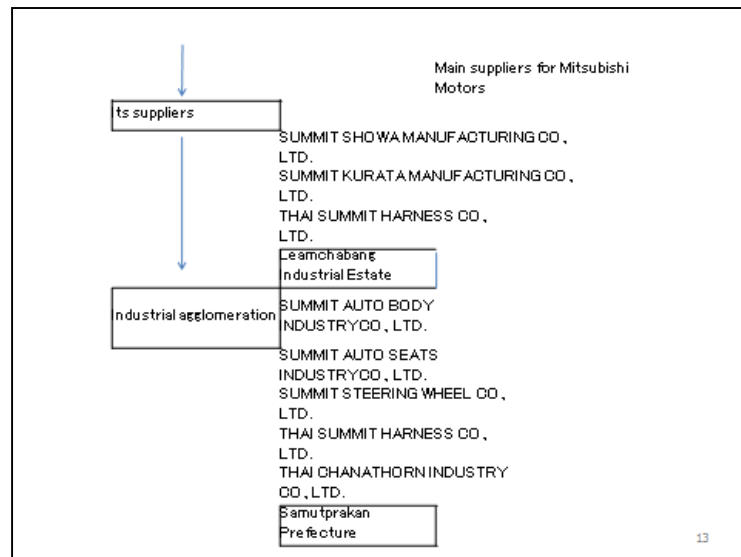 Main suppliers for Mitsubishi
Motors
Its suppliers
SUMMIT SHOWA MANUFACTURING CO.,
LTD.
SUMMIT KURATA MANUFACTURING CO.,
LTD.
THAI SUMMIT HARNESS CO.,
LTD.
Leamchabang
Industrial Estate
Industrial agglomeration
SUMMIT AUTO BODY
INDUSTRYCO., LTD.
SUMMIT AUTO SEATS
INDUSTRYCO., LTD.
SUMMIT STEERING WHEEL CO.,
LTD.
THAI SUMMIT HARNESS CO.,
LTD.
THAI CHANATHORN INDUSTRY
CO.,LTD.
Samutprakan
Prefecture
13